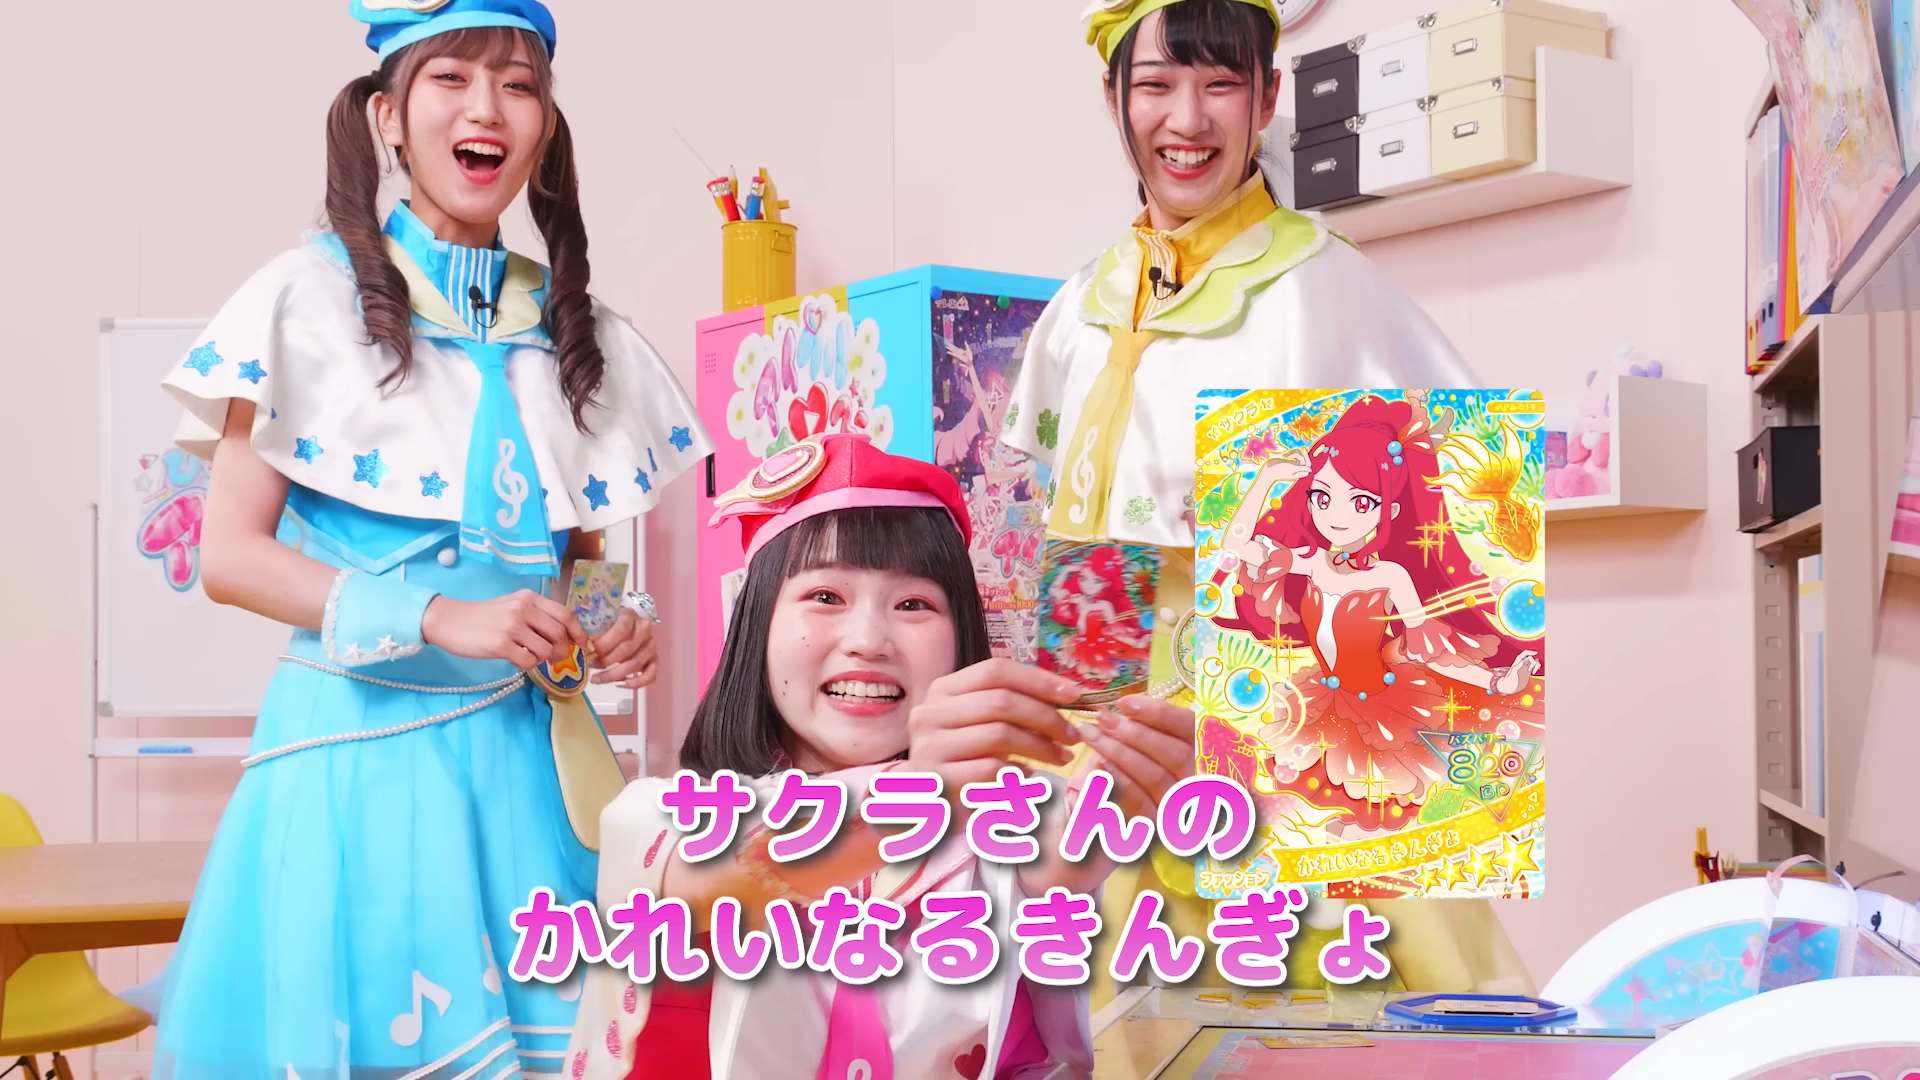 サクラ
バズパワー
820
BP
かれいなるきんぎょ
ファッション
サクラさんの
かれいなるきんぎょ